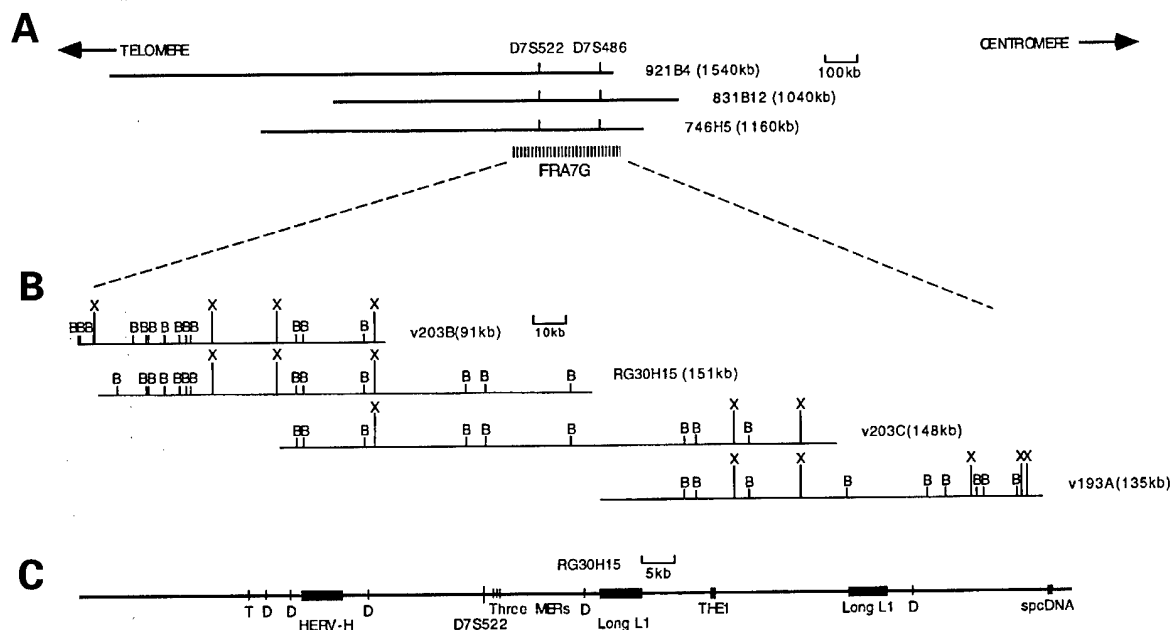 A
TELOMERE
D7S522 D7S486
CENTROMERE
921B4 (1540kb)
100kb
831B12 (1040kb)
746H5 (1160kb)
FRA7G
B
X X X X
BBB B BB B BBB BB B
v203B(91kb)
10kb
X X X
B BB B BBB BB B B B B
RG30H15 (151kb)
X X X
BB B B B B BB B
v203C(148kb)
X X X XX
BB B B B B BB B
v193A(135kb)
C
RG30H15
5kb
T D D D Three MERs D THE1 Long L1 D spcDNA
HERV-H D7S522 Long L1